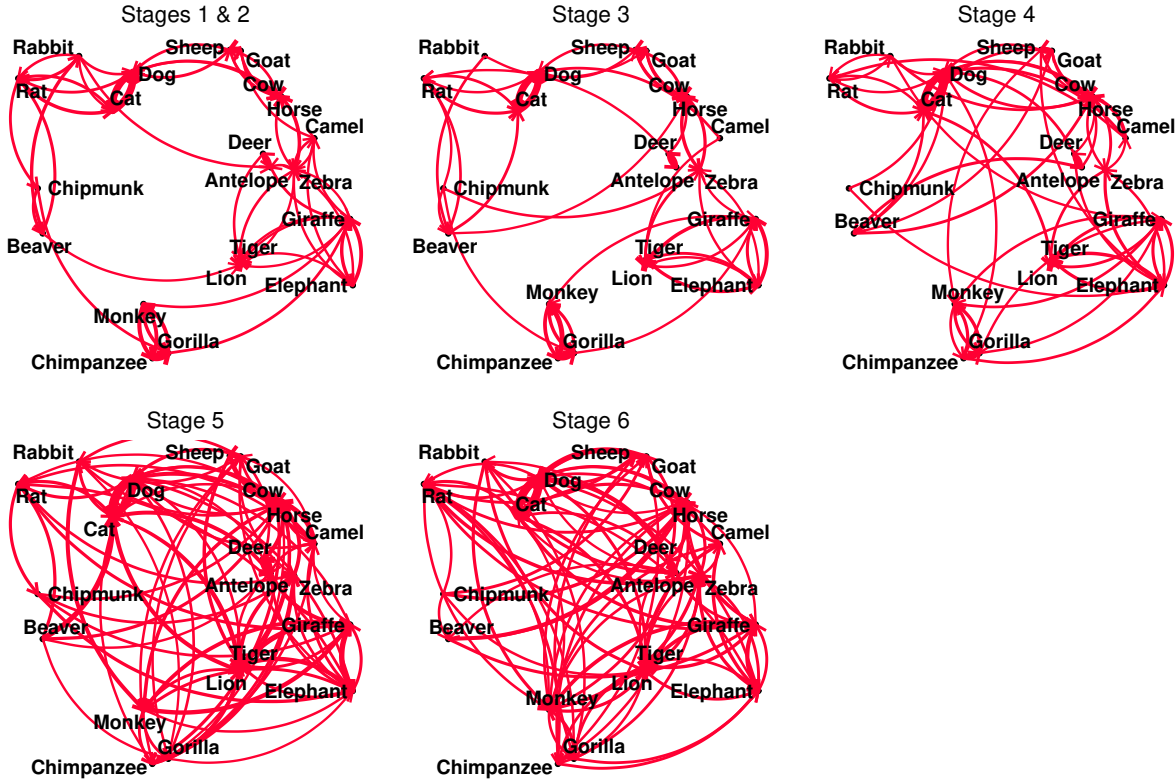 Stages 1 & 2
Rabbit
Sheep
Goat
Rat
Dog
Cat
Cow
Horse
Camel
Deer
Antelope
Zebra
Chipmunk
Beaver
Giraffe
Tiger
Lion
Elephant
Monkey
Gorilla
Chimpanzee
Stage 3
Rabbit
Sheep
Goat
Rat
Dog
Cat
Cow
Horse
Camel
Deer
Antelope
Zebra
Chipmunk
Beaver
Giraffe
Tiger
Lion
Elephant
Monkey
Gorilla
Chimpanzee
Stage 4
Rabbit
Sheep
Goat
Rat
Dog
Cat
Cow
Horse
Camel
Deer
Antelope
Zebra
Chipmunk
Beaver
Giraffe
Tiger
Lion
Elephant
Monkey
Gorilla
Chimpanzee
Stage 5
Rabbit
Sheep
Goat
Rat
Dog
Cat
Cow
Horse
Camel
Deer
Antelope
Zebra
Chipmunk
Beaver
Giraffe
Tiger
Lion
Elephant
Monkey
Gorilla
Chimpanzee
Stage 6
Rabbit
Sheep
Goat
Rat
Dog
Cat
Cow
Horse
Camel
Deer
Antelope
Zebra
Chipmunk
Beaver
Giraffe
Tiger
Lion
Elephant
Monkey
Gorilla
Chimpanzee